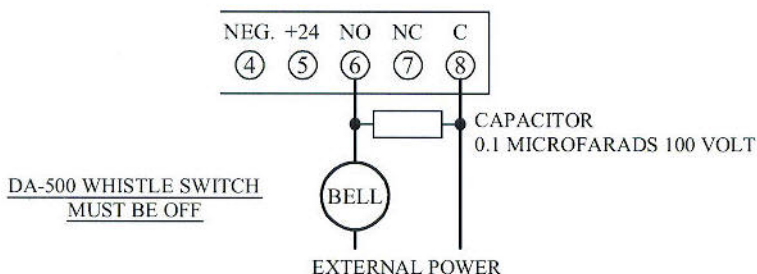 NEG. +24 NO NC C
4 5 6 7 8
CAPACITOR
0.1 MICROFARADS 100 VOLT
DA-500 WHISTLE SWITCH
MUST BE OFF
BELL
EXTERNAL POWER